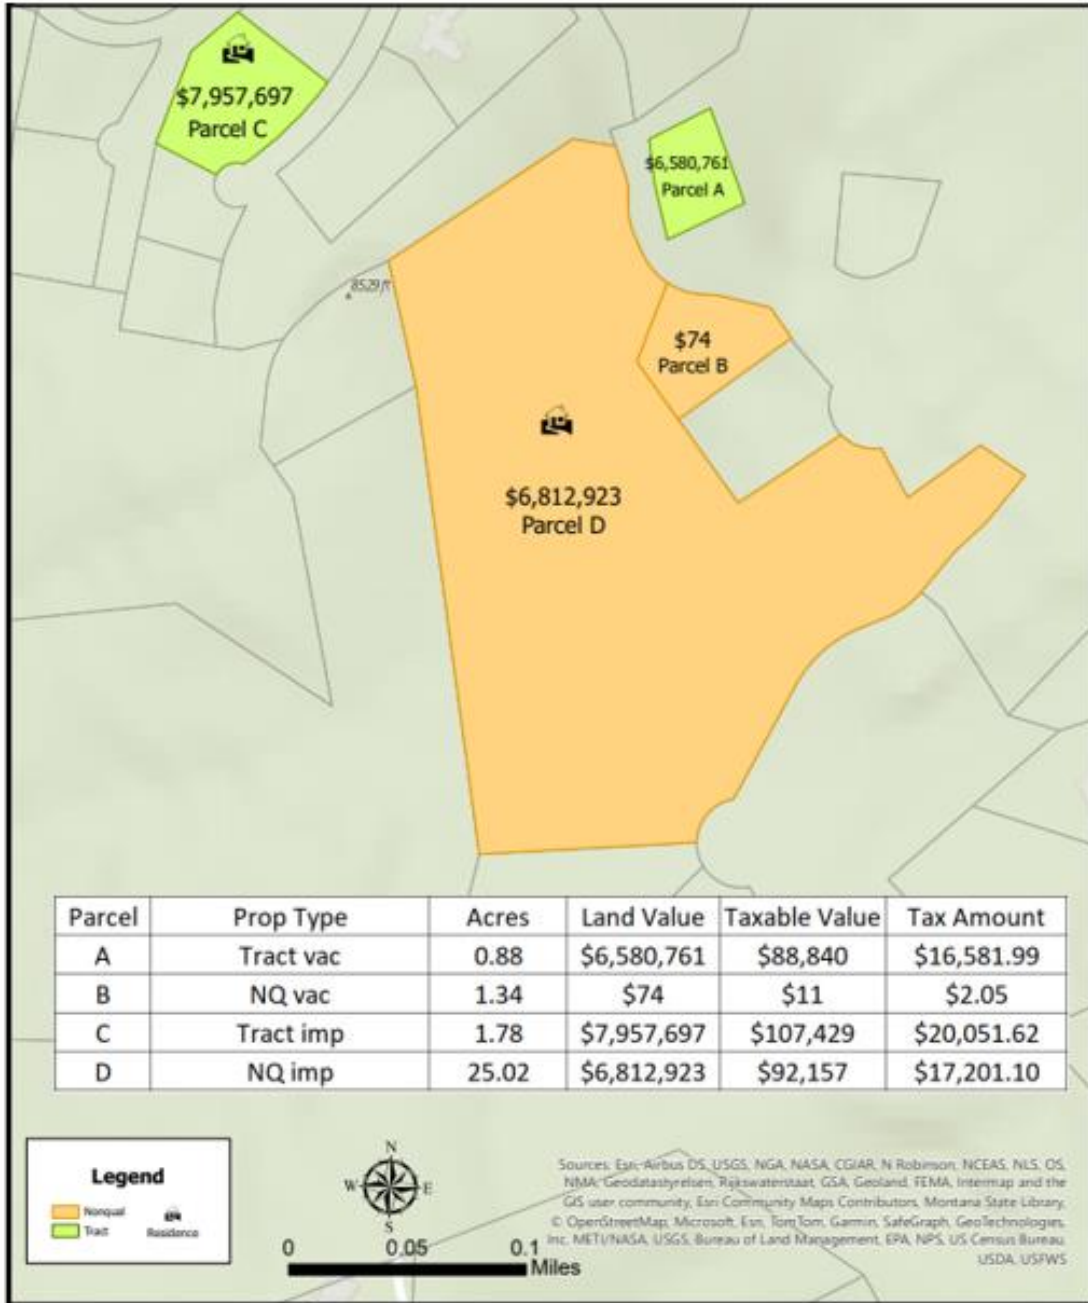 $7,957,697
Parcel C
$6,580,761
Parcel A
8529 ft
$74
Parcel B
$6,812,923
Parcel D
Parcel Prop Type Acres Land Value Taxable Value Tax Amount
A Tract vac 0.88 $6,580,761 $88,840 $16,581.99
B NQ vac 1.34 $74 $11 $2.05
C Tract imp 1.78 $7,957,697 $107,429 $20,051.62
D NQ imp 25.02 $6,812,923 $92,157 $17,201.10
Legend
Nonqual
Tract
Residence
N
W E
S
0 0.05 0.1
Miles
Sources: Esri, Airbus DS, USGS, NGA, NASA, CGIAR, N Robinson, NCEAS, NLS, OS,
NMA, Geodatastyrelsen, Rijkswaterstaat, GSA, Geoland, FEMA, Intermap and the
GIS user community, Esri Community Maps Contributors, Montana State Library,
© OpenStreetMap, Microsoft, Esri, TomTom, Garmin, SafeGraph, GeoTechnologies,
Inc, METI/NASA, USGS, Bureau of Land Management, EPA, NPS, US Census Bureau,
USDA, USFWS